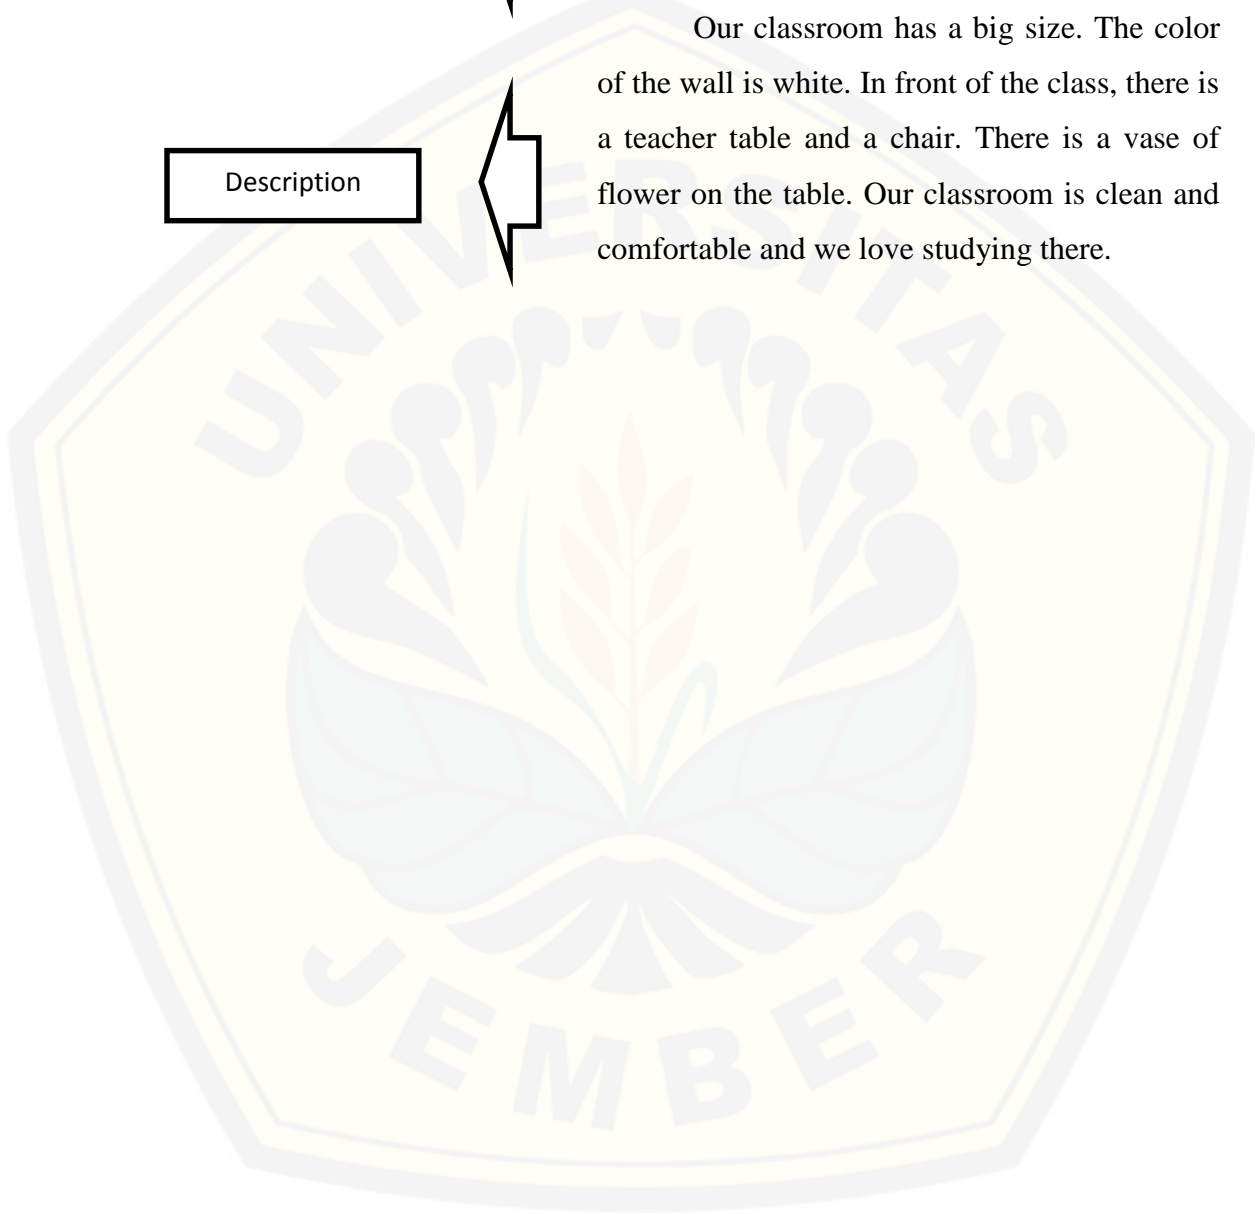 Our classroom has a big size. The color
of the wall is white. In front of the class, there is
a teacher table and a chair. There is a vase of
flower on the table. Our classroom is clean and
comfortable and we love studying there.
Description
UNIVERSITAS
JEMBER